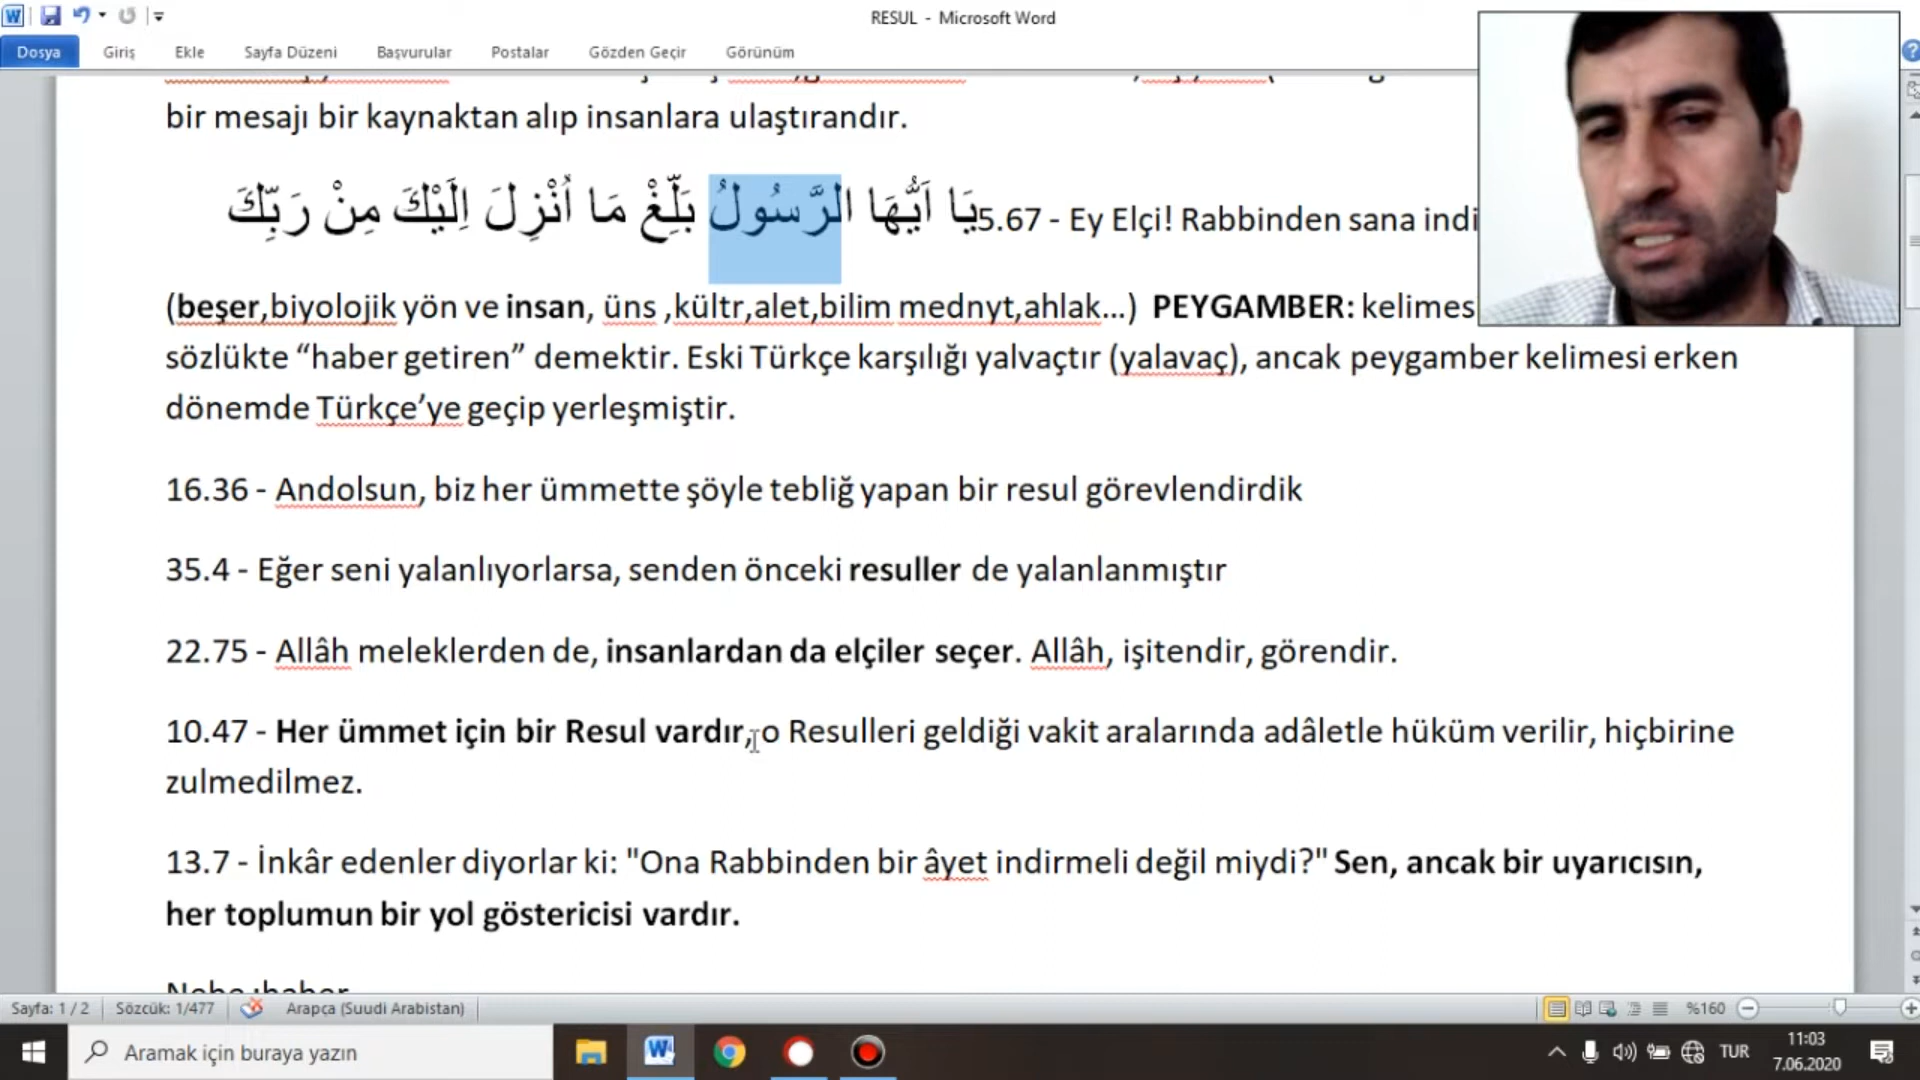 RESUL - Microsoft Word
Dosya Giriş Ekle Sayfa Düzeni Başvurular Postalar Gözden Geçir Görünüm
bir mesajı bir kaynaktan alıp insanlara ulaştırandır.
يَا اَيُّهَا الرَّسُولُ بَلِّغْ مَا اُنْزِلَ اِلَيْكَ مِنْ رَبِّكَ 5.67 - Ey Elçi! Rabbinden sana indi
(beşer,biyolojik yön ve insan, üns ,kültr,alet,bilim mednyt,ahlak...) PEYGAMBER: kelimes
sözlükte “haber getiren” demektir. Eski Türkçe karşılığı yalvaçtır (yalavaç), ancak peygamber kelimesi erken
dönemde Türkçe’ye geçip yerleşmiştir.
16.36 - Andolsun, biz her ümmette şöyle tebliğ yapan bir resul görevlendirdik
35.4 - Eğer seni yalanlıyorlarsa, senden önceki resuller de yalanlanmıştır
22.75 - Allâh meleklerden de, insanlardan da elçiler seçer. Allâh, işitendir, görendir.
10.47 - Her ümmet için bir Resul vardır, o Resulleri geldiği vakit aralarında adâletle hüküm verilir, hiçbirine
zulmedilmez.
13.7 - İnkâr edenler diyorlar ki: "Ona Rabbinden bir âyet indirmeli değil miydi?" Sen, ancak bir uyarıcısın,
her toplumun bir yol göstericisi vardır.
Sayfa: 1 / 2 Sözcük: 1/477 Arapça (Suudi Arabistan) %160
Aramak için buraya yazın TUR 11:03
7.06.2020